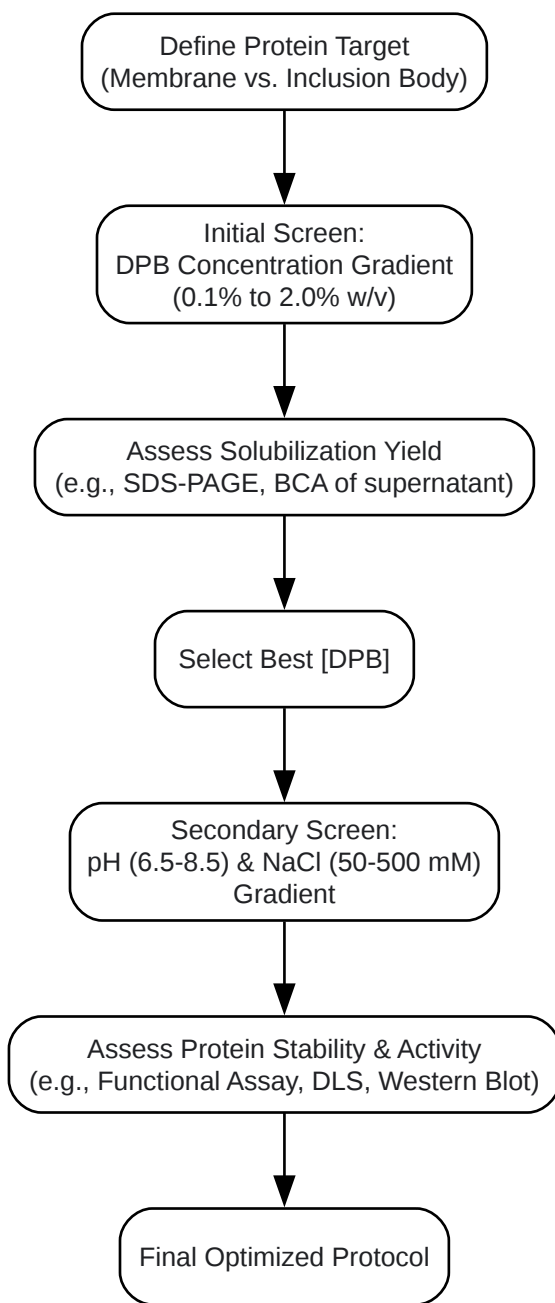 Define Protein Target
(Membrane vs. Inclusion Body)
Initial Screen:
DPB Concentration Gradient
(0.1% to 2.0% w/v)
Assess Solubilization Yield
(e.g., SDS-PAGE, BCA of supernatant)
Select Best [DPB]
Secondary Screen:
pH (6.5-8.5) & NaCl (50-500 mM)
Gradient
Assess Protein Stability & Activity
(e.g., Functional Assay, DLS, Western Blot)
Final Optimized Protocol